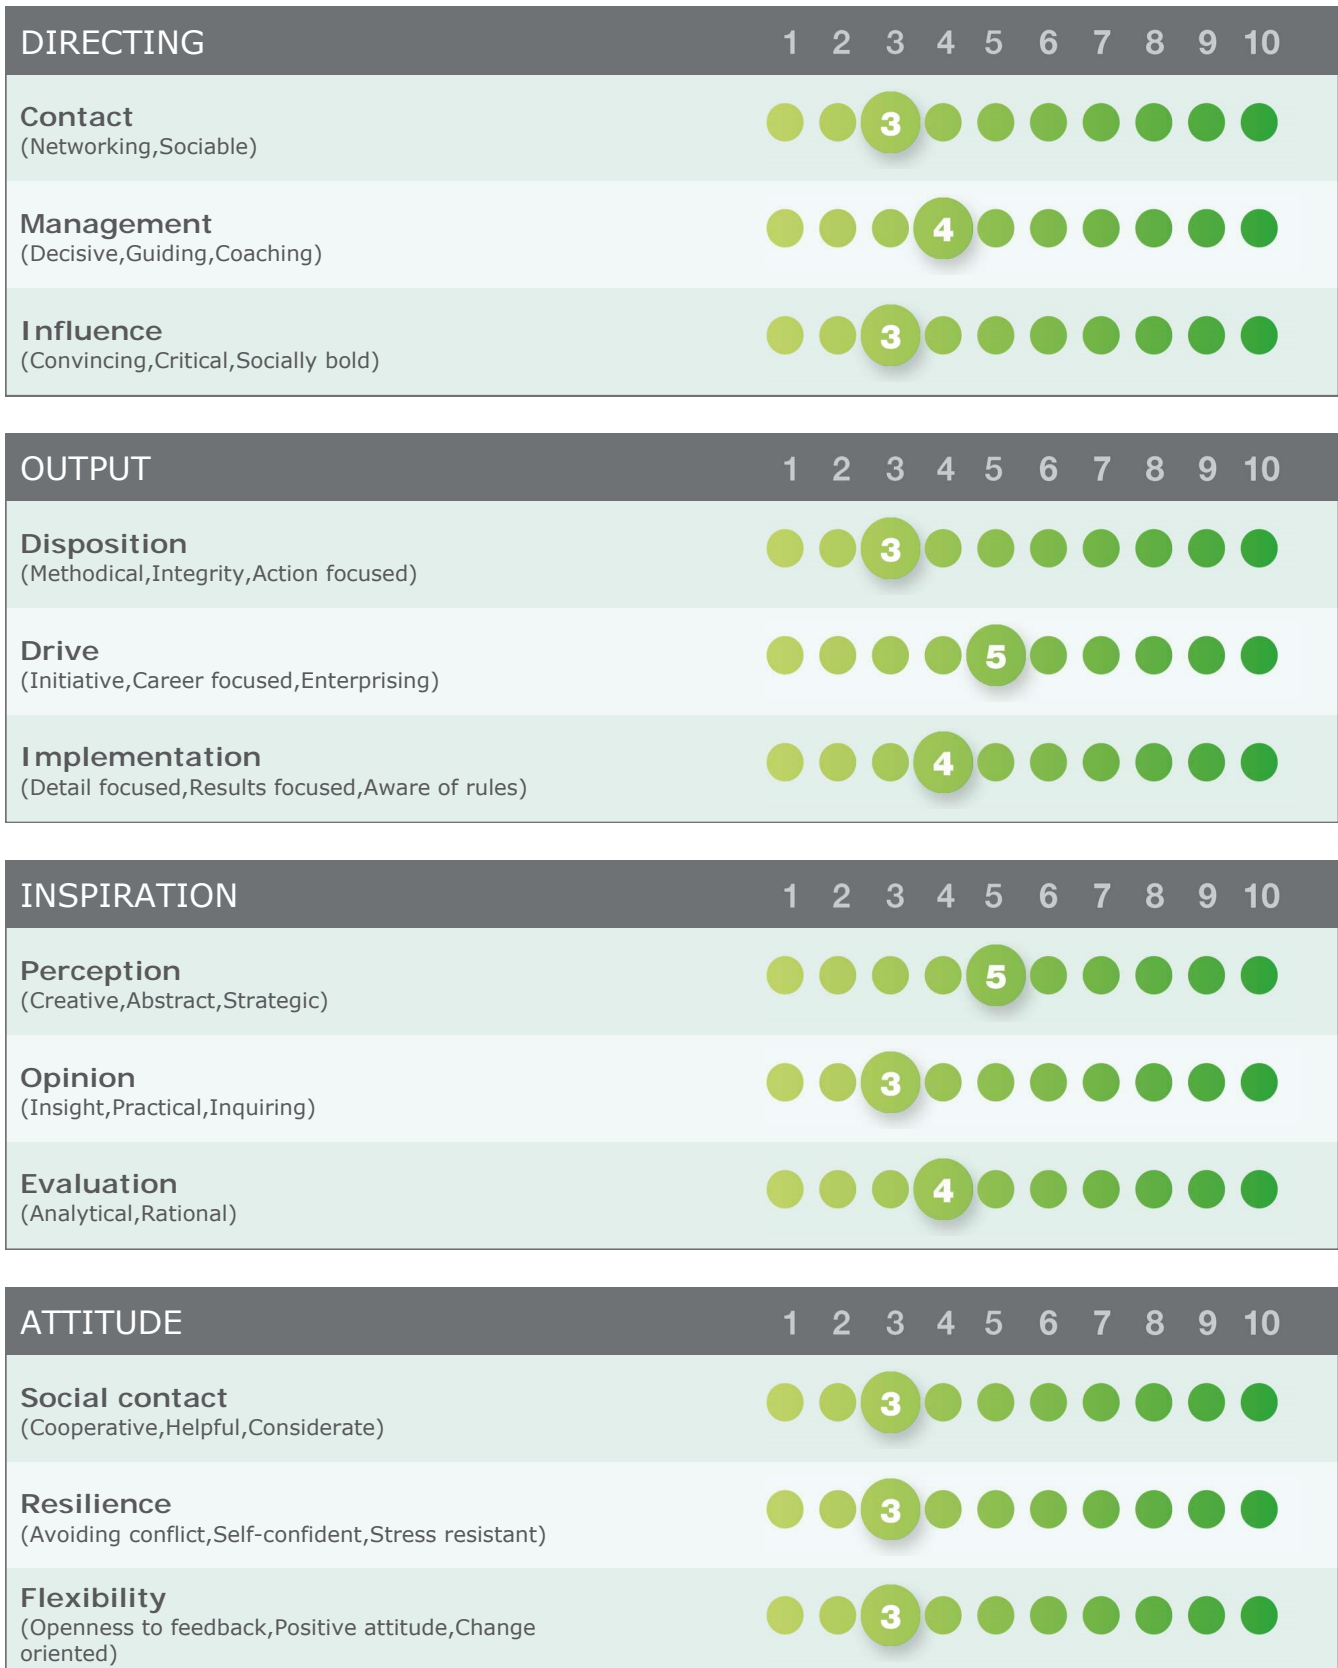 DIRECTING 1 2 3 4 5 6 7 8 9 10
Contact
(Networking,Sociable)
3
Management
(Decisive,Guiding,Coaching)
4
Influence
(Convincing,Critical,Socially bold)
3
OUTPUT 1 2 3 4 5 6 7 8 9 10
Disposition
(Methodical,Integrity,Action focused)
3
Drive
(Initiative,Career focused,Enterprising)
5
Implementation
(Detail focused,Results focused,Aware of rules)
4
INSPIRATION 1 2 3 4 5 6 7 8 9 10
Perception
(Creative,Abstract,Strategic)
5
Opinion
(Insight,Practical,Inquiring)
3
Evaluation
(Analytical,Rational)
4
ATTITUDE 1 2 3 4 5 6 7 8 9 10
Social contact
(Cooperative,Helpful,Considerate)
3
Resilience
(Avoiding conflict,Self-confident,Stress resistant)
3
Flexibility
(Openness to feedback,Positive attitude,Change
oriented)
3